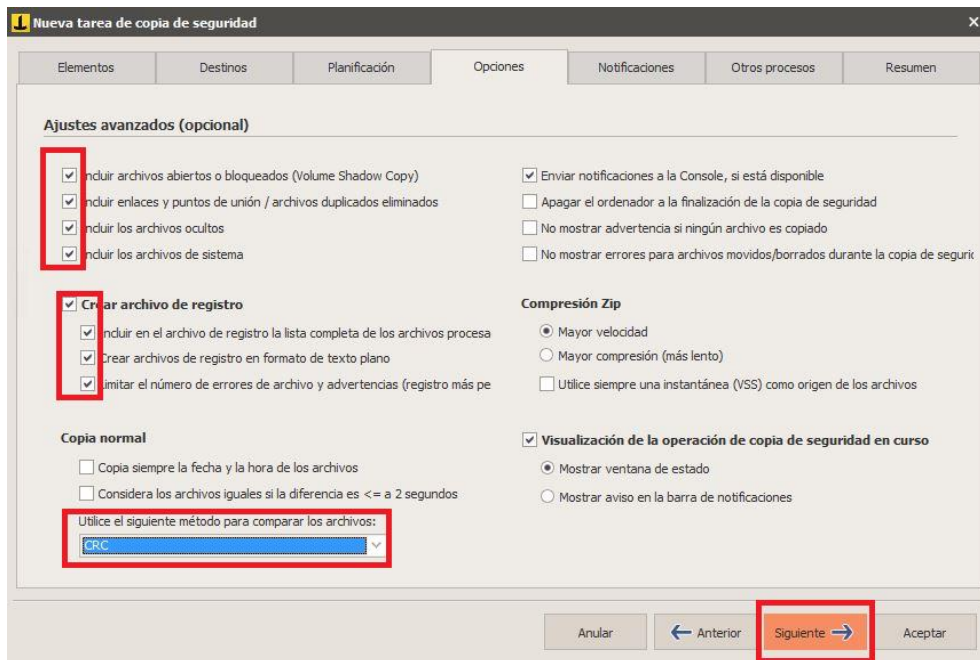 Nueva tarea de copia de seguridad
Elementos
Destinos
Planificación
Opciones
Notificaciones
Otros procesos
Resumen
Ajustes avanzados (opcional)
ncluir archivos abiertos o bloqueados (Volume Shadow Copy)
ncluir enlaces y puntos de unión / archivos duplicados eliminados
ncluir los archivos ocultos
ncluir los archivos de sistema
Enviar notificaciones a la Console, si está disponible
Apagar el ordenador a la finalización de la copia de seguridad
No mostrar advertencia si ningún archivo es copiado
No mostrar errores para archivos movidos/borrados durante la copia de seguric
Crear archivo de registro
Incluir en el archivo de registro la lista completa de los archivos procesa
Crear archivos de registro en formato de texto plano
Limitar el número de errores de archivo y advertencias (registro más pe
Compresión Zip
Mayor velocidad
Mayor compresión (más lento)
Utilice siempre una instantánea (VSS) como origen de los archivos
Copia normal
Copia siempre la fecha y la hora de los archivos
Considera los archivos iguales si la diferencia es <= a 2 segundos
Utilice el siguiente método para comparar los archivos:
CRC
Visualización de la operación de copia de seguridad en curso
Mostrar ventana de estado
Mostrar aviso en la barra de notificaciones
Anular
Anterior
Siguiente
Aceptar